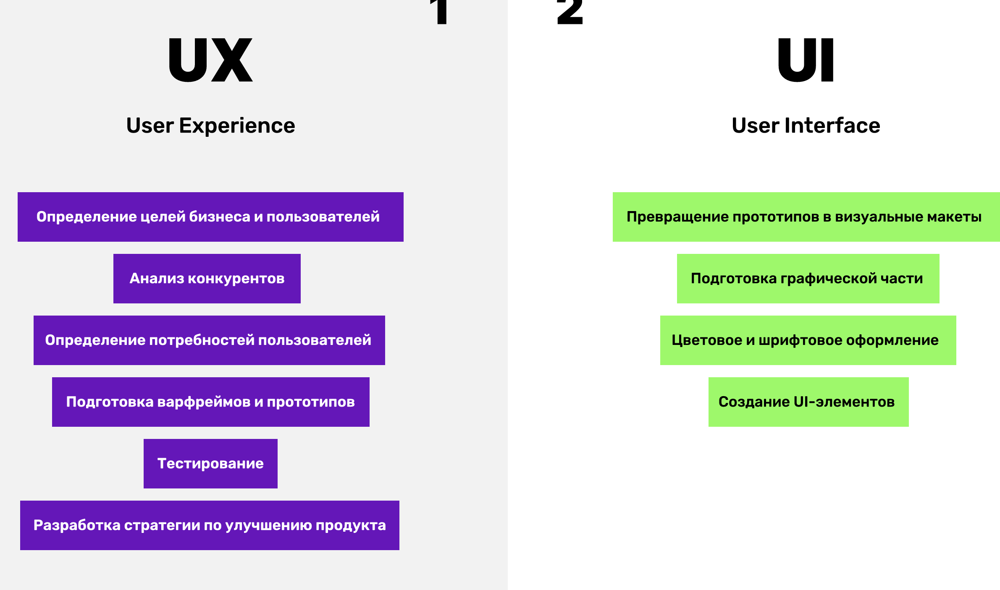 1
UX
User Experience
Определение целей бизнеса и пользователей
Анализ конкурентов
Определение потребностей пользователей
Подготовка варфреймов и прототипов
Тестирование
Разработка стратегии по улучшению продукта
2
UI
User Interface
Превращение прототипов в визуальные макеты
Подготовка графической части
Цветовое и шрифтовое оформление
Создание UI-элементов